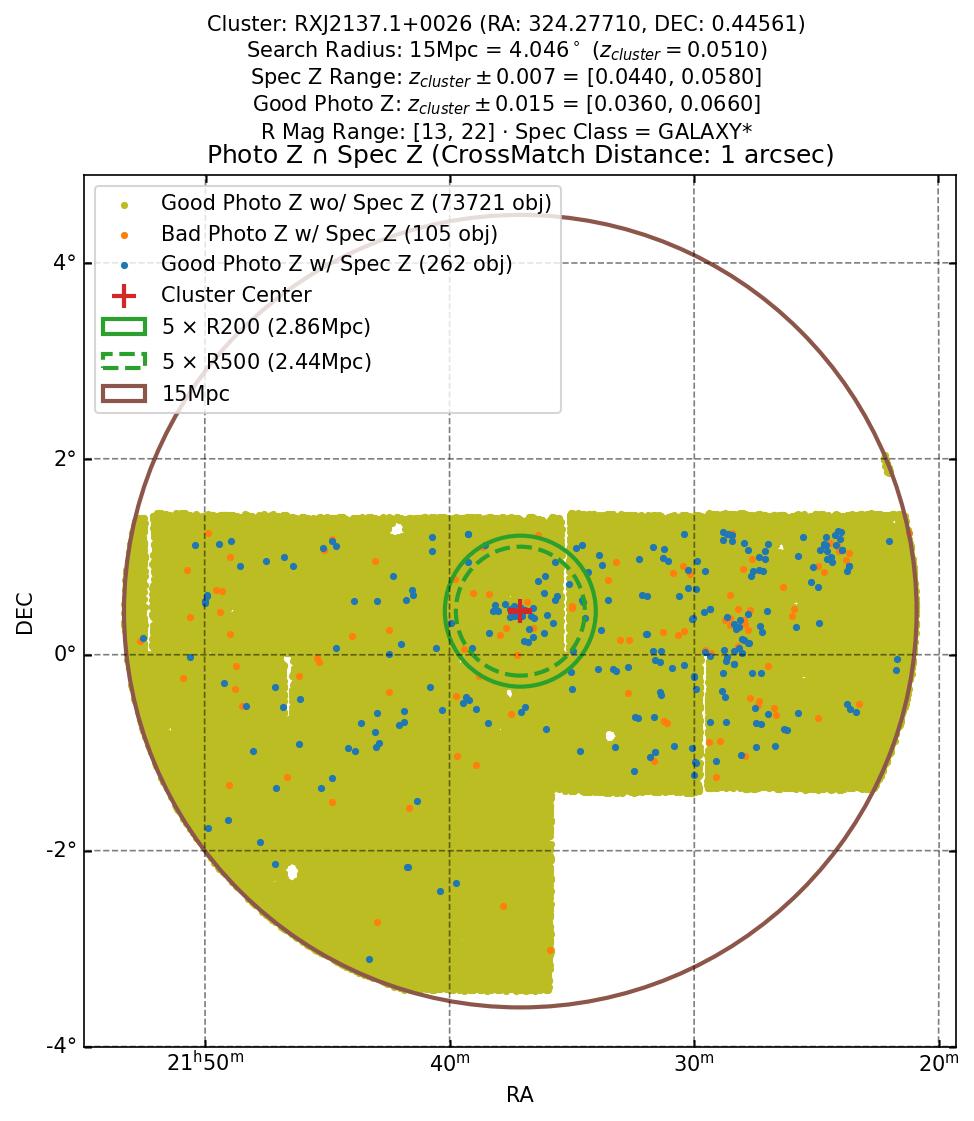 Cluster: RXJ2137.1+0026 (RA: 324.27710, DEC: 0.44561)
Search Radius: 15Mpc = 4.046° (z_cluster = 0.0510)
Spec Z Range: z_cluster ± 0.007 = [0.0440, 0.0580]
Good Photo Z: z_cluster ± 0.015 = [0.0360, 0.0660]
R Mag Range: [13, 22] · Spec Class = GALAXY*
Photo Z ∩ Spec Z (CrossMatch Distance: 1 arcsec)
Good Photo Z wo/ Spec Z (73721 obj)
Bad Photo Z w/ Spec Z (105 obj)
Good Photo Z w/ Spec Z (262 obj)
Cluster Center
5 × R200 (2.86Mpc)
5 × R500 (2.44Mpc)
15Mpc
4°
2°
0°
-2°
-4°
DEC
21ʰ50ᵐ
40ᵐ
30ᵐ
20ᵐ
RA